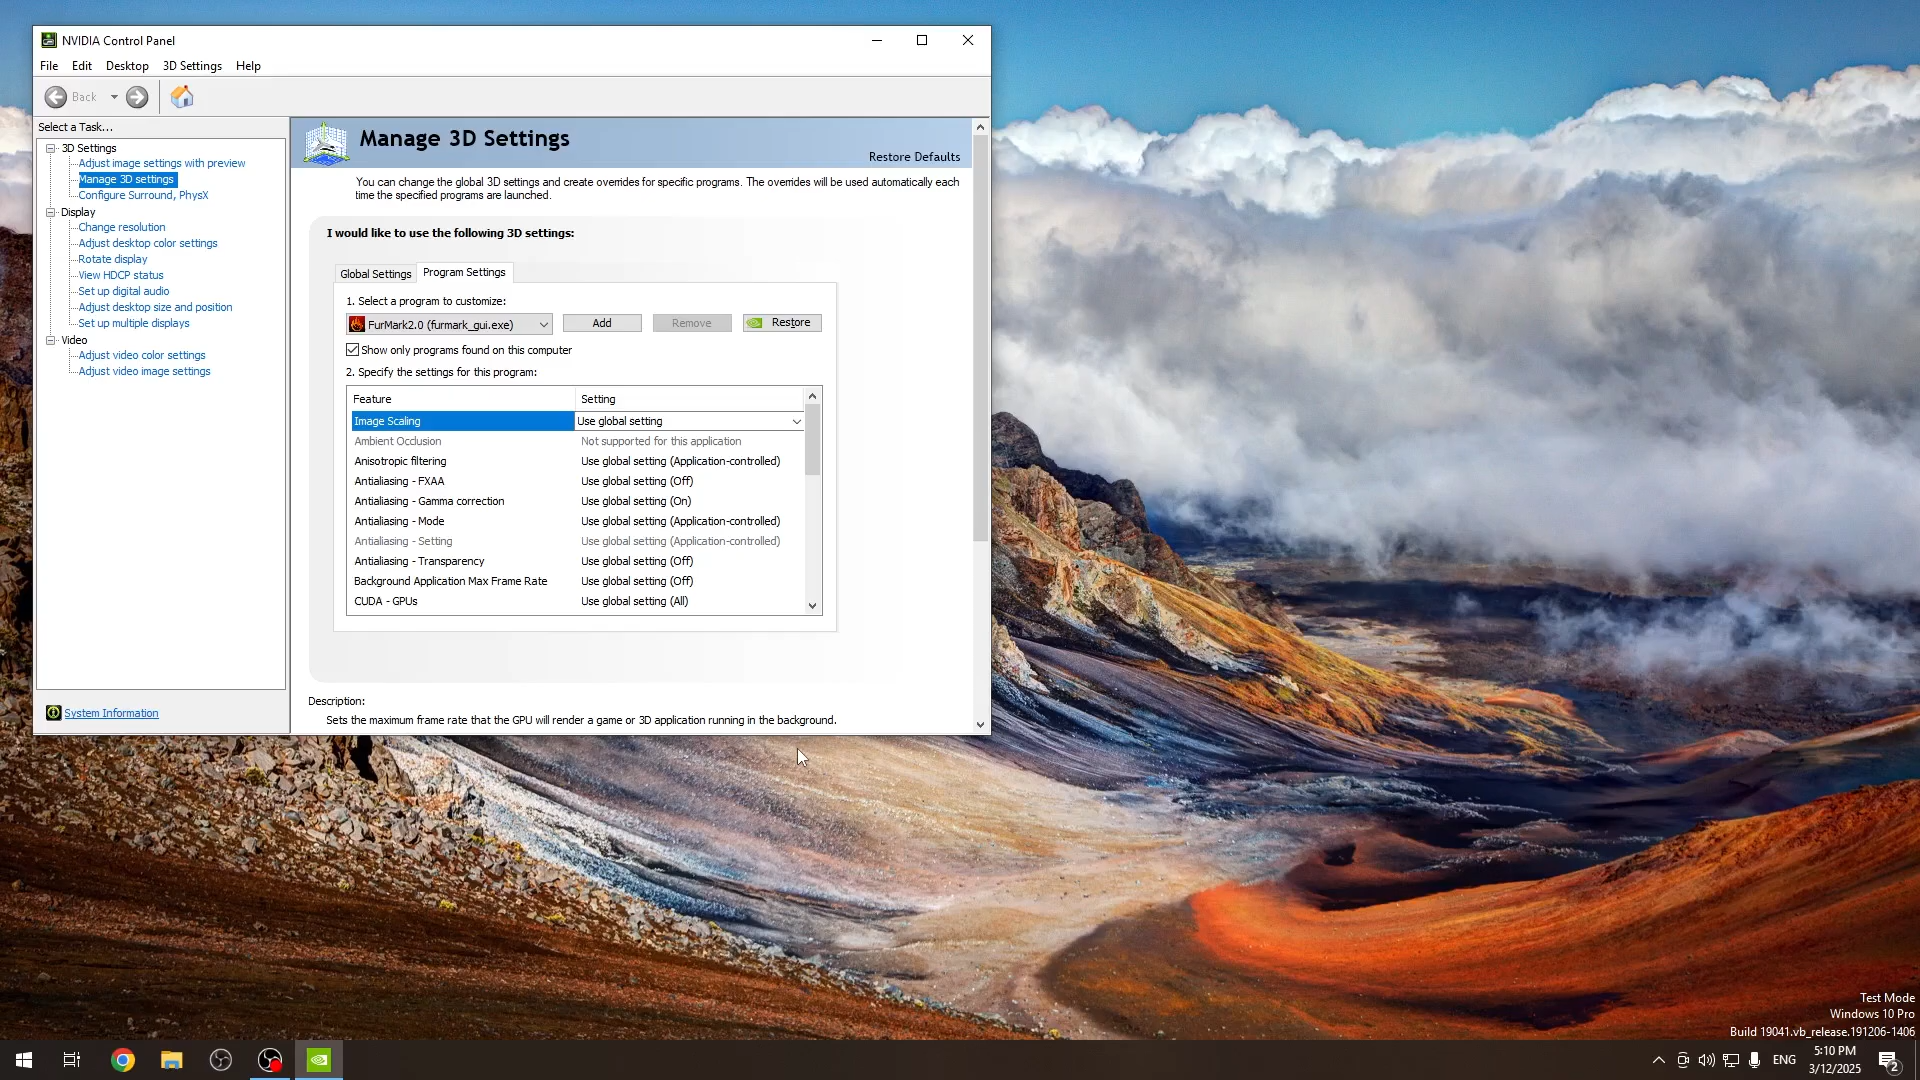 NVIDIA Control Panel
File Edit Desktop 3D Settings Help
Back
Select a Task...
3D Settings
Adjust image settings with preview
Manage 3D settings
Configure Surround, PhysX
Display
Change resolution
Adjust desktop color settings
Rotate display
View HDCP status
Set up digital audio
Adjust desktop size and position
Set up multiple displays
Video
Adjust video color settings
Adjust video image settings
System Information
Manage 3D Settings
Restore Defaults
You can change the global 3D settings and create overrides for specific programs. The overrides will be used automatically each
time the specified programs are launched.
I would like to use the following 3D settings:
Global Settings Program Settings
1. Select a program to customize:
FurMark2.0 (furmark_gui.exe) Add Remove Restore
Show only programs found on this computer
2. Specify the settings for this program:
Feature Setting
Image Scaling Use global setting
Ambient Occlusion Not supported for this application
Anisotropic filtering Use global setting (Application-controlled)
Antialiasing - FXAA Use global setting (Off)
Antialiasing - Gamma correction Use global setting (On)
Antialiasing - Mode Use global setting (Application-controlled)
Antialiasing - Setting Use global setting (Application-controlled)
Antialiasing - Transparency Use global setting (Off)
Background Application Max Frame Rate Use global setting (Off)
CUDA - GPUs Use global setting (All)
Description:
Sets the maximum frame rate that the GPU will render a game or 3D application running in the background.
Test Mode
Windows 10 Pro
Build 19041.vb_release.191206-1406
ENG
5:10 PM
3/12/2025
2